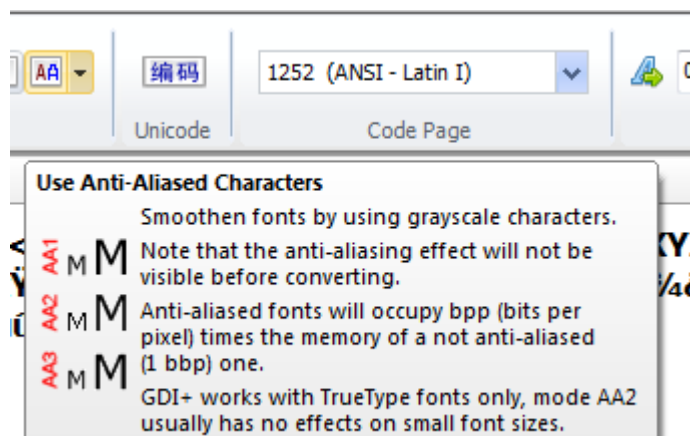 AA 编码 1252 (ANSI - Latin I)
Unicode Code Page
Use Anti-Aliased Characters
Smoothen fonts by using grayscale characters.
AA1 M M Note that the anti-aliasing effect will not be
visible before converting.
AA2 M M Anti-aliased fonts will occupy bpp (bits per
pixel) times the memory of a not anti-aliased
AA3 M M (1 bbp) one.
GDI+ works with TrueType fonts only, mode AA2
usually has no effects on small font sizes.